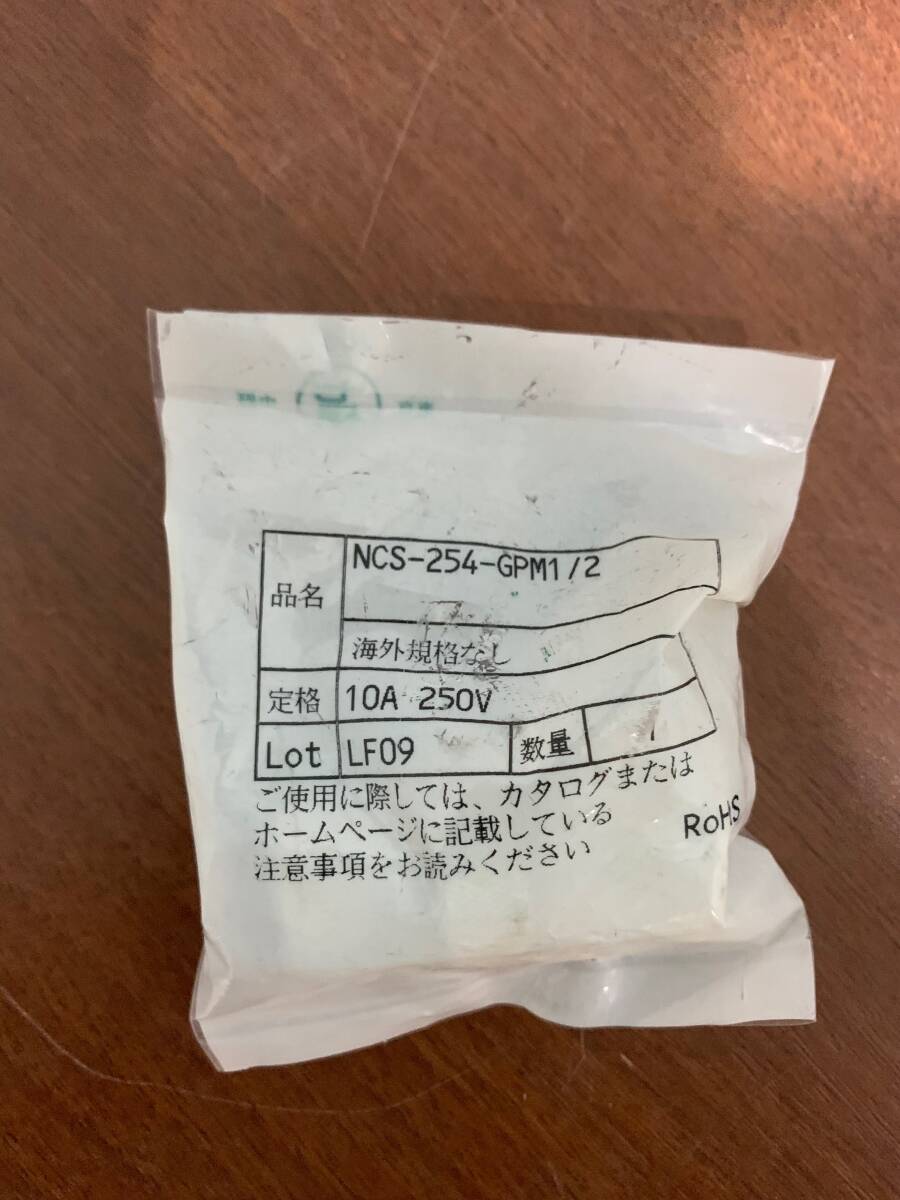 品名 NCS-254-GPM1/2
海外規格なし
定格 10A 250V
Lot LF09 数量 1
ご使用に際しては、カタログまたは
ホームページに記載している
注意事項をお読みください
RoHS